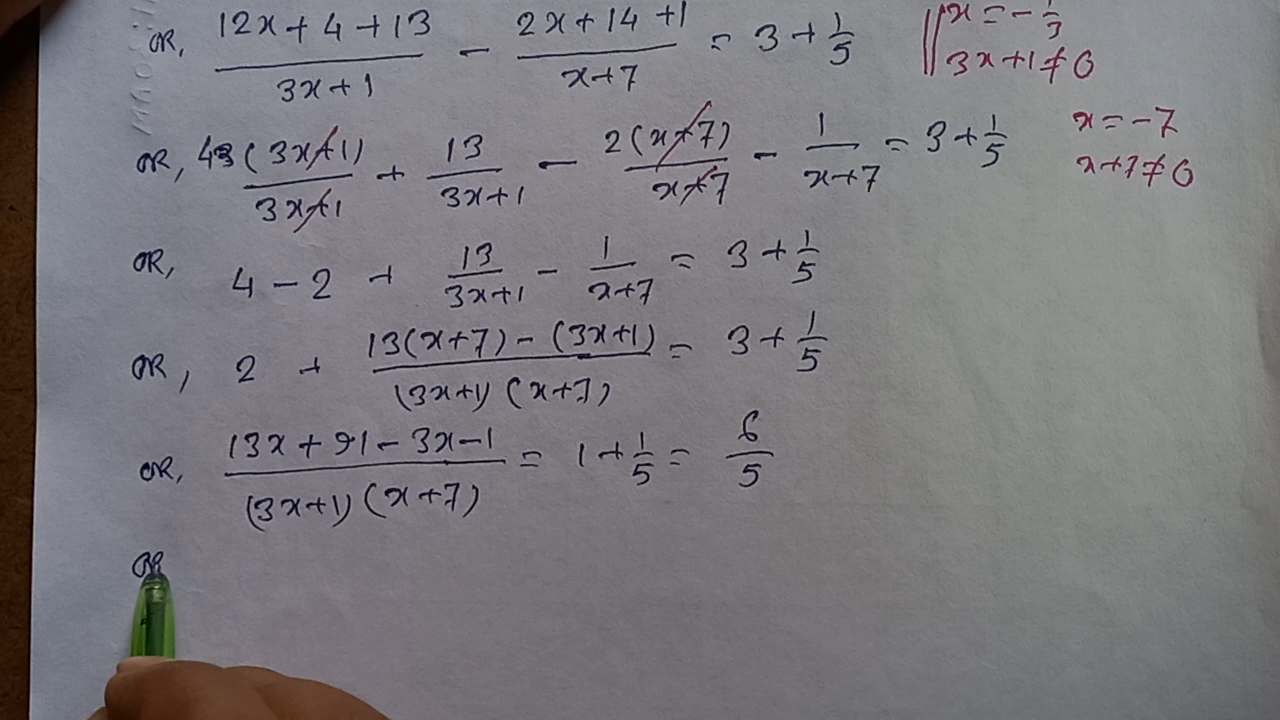 OR, (12x + 4 + 13)/(3x + 1) - (2x + 14 + 1)/(x + 7) = 3 + 1/5 || x = -1/3
3x + 1 ≠ 0
OR, 4(3x+1)/(3x+1) + 13/(3x+1) - 2(x+7)/(x+7) - 1/(x+7) = 3 + 1/5 x = -7
x + 7 ≠ 0
OR, 4 - 2 + 13/(3x+1) - 1/(x+7) = 3 + 1/5
OR, 2 + (13(x+7) - (3x+1))/((3x+1)(x+7)) = 3 + 1/5
OR, (13x + 91 - 3x - 1)/((3x+1)(x+7)) = 1 + 1/5 = 6/5
OR